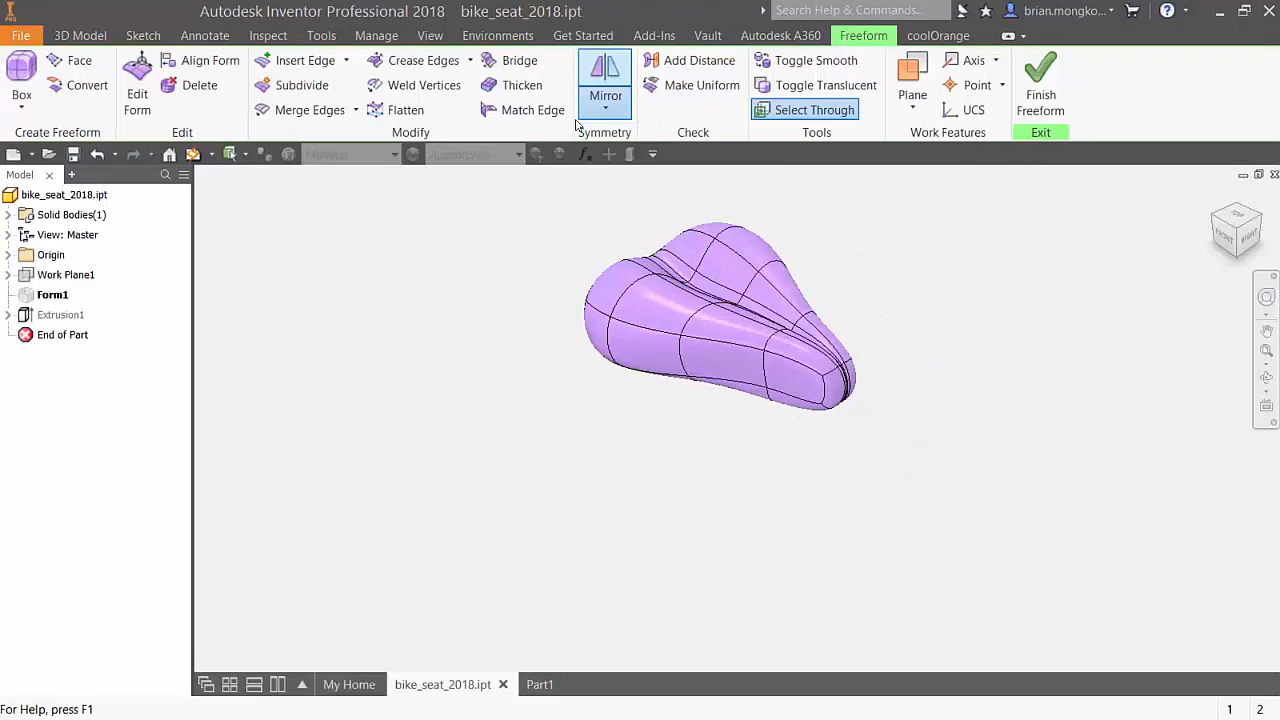 Autodesk Inventor Professional 2018 bike_seat_2018.ipt
Search Help & Commands...
brian.mongko...
File 3D Model Sketch Annotate Inspect Tools Manage View Environments Get Started Add-Ins Vault Autodesk A360 Freeform coolOrange
Face Align Form Insert Edge Crease Edges Bridge Add Distance Toggle Smooth Axis
Convert Delete Subdivide Weld Vertices Thicken Make Uniform Toggle Translucent Point
Box Edit Form Mirror Plane Finish Freeform
Merge Edges Flatten Match Edge Select Through UCS
Create Freeform Edit Modify Symmetry Check Tools Work Features Exit
Model
bike_seat_2018.ipt
Solid Bodies(1)
View: Master
Origin
Work Plane1
Form1
Extrusion1
End of Part
TOP
FRONT RIGHT
My Home bike_seat_2018.ipt Part1
For Help, press F1 1 2